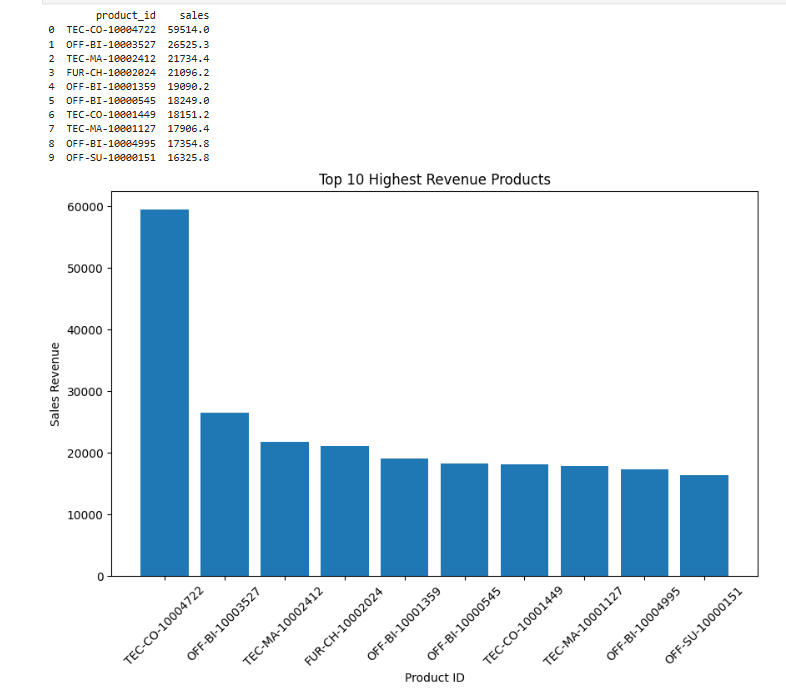 product_id sales
0 TEC-CO-10004722 59514.0
1 OFF-BI-10003527 26525.3
2 TEC-MA-10002412 21734.4
3 FUR-CH-10002024 21096.2
4 OFF-BI-10001359 19090.2
5 OFF-BI-10000545 18249.0
6 TEC-CO-10001449 18151.2
7 TEC-MA-10001127 17906.4
8 OFF-BI-10004995 17354.8
9 OFF-SU-10000151 16325.8
Top 10 Highest Revenue Products
Sales Revenue
60000
50000
40000
30000
20000
10000
0
TEC-CO-10004722
OFF-BI-10003527
TEC-MA-10002412
FUR-CH-10002024
OFF-BI-10001359
OFF-BI-10000545
TEC-CO-10001449
TEC-MA-10001127
OFF-BI-10004995
OFF-SU-10000151
Product ID